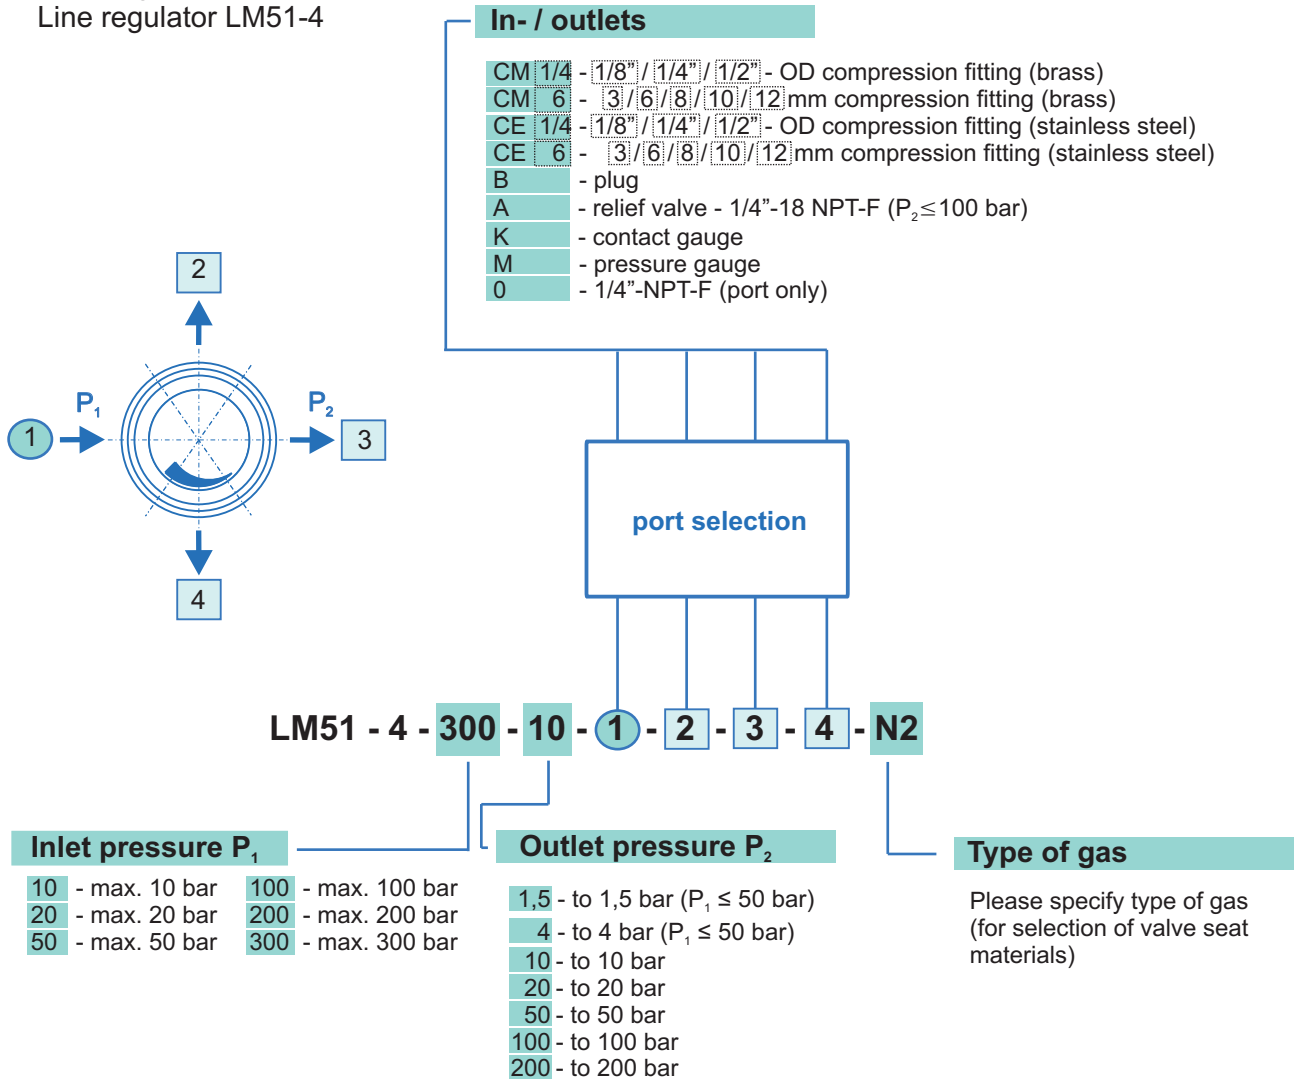 Line regulator LM51-4
In- / outlets
CM 1/4 - 1/8” / 1/4” / 1/2” - OD compression fitting (brass)
CM 6 - 3 / 6 / 8 / 10 / 12 mm compression fitting (brass)
CE 1/4 - 1/8” / 1/4” / 1/2” - OD compression fitting (stainless steel)
CE 6 - 3 / 6 / 8 / 10 / 12 mm compression fitting (stainless steel)
B - plug
A - relief valve - 1/4”-18 NPT-F (P₂≤100 bar)
K - contact gauge
M - pressure gauge
0 - 1/4”-NPT-F (port only)
2
P₁
P₂
1
3
4
port selection
LM51 - 4 - 300 - 10 - 1 - 2 - 3 - 4 - N2
Inlet pressure P₁
10 - max. 10 bar
20 - max. 20 bar
50 - max. 50 bar
100 - max. 100 bar
200 - max. 200 bar
300 - max. 300 bar
Outlet pressure P₂
1,5 - to 1,5 bar (P₁ ≤ 50 bar)
4 - to 4 bar (P₁ ≤ 50 bar)
10 - to 10 bar
20 - to 20 bar
50 - to 50 bar
100 - to 100 bar
200 - to 200 bar
Type of gas
Please specify type of gas
(for selection of valve seat
materials)